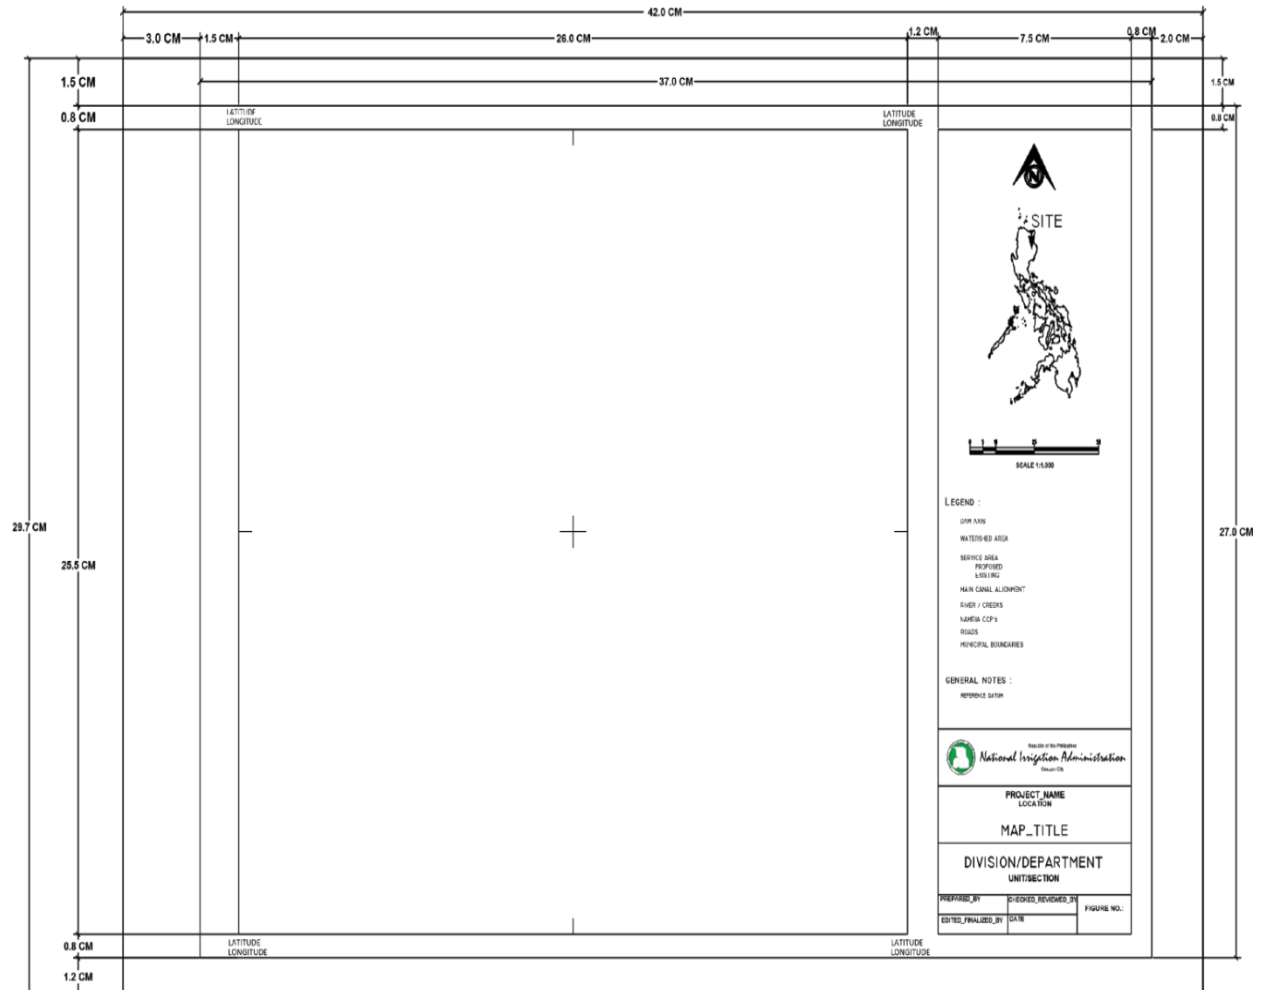 42.0 CM
3.0 CM
1.5 CM
26.0 CM
1.2 CM
7.5 CM
0.8 CM
2.0 CM
1.5 CM
37.0 CM
1.5 CM
0.8 CM
0.8 CM
LATITUDE
LONGITUDE
LATITUDE
LONGITUDE
N
SITE
SCALE 1:1,000
LEGEND :
DAM AXIS
WATERSHED AREA
SERVICE AREA
PROPOSED
EXISTING
MAIN CANAL ALIGNMENT
RIVER / CREEKS
NAMRIA GCP's
ROADS
MUNICIPAL BOUNDARIES
29.7 CM
27.0 CM
25.5 CM
GENERAL NOTES :
REFERENCE DATUM
Republic of the Philippines
National Irrigation Administration
Quezon City
PROJECT_NAME
LOCATION
MAP_TITLE
DIVISION/DEPARTMENT
UNIT/SECTION
PREPARED_BY
CHECKED_REVIEWED_BY
FIGURE NO.:
EDITED_FINALIZED_BY
DATE
0.8 CM
LATITUDE
LONGITUDE
LATITUDE
LONGITUDE
1.2 CM